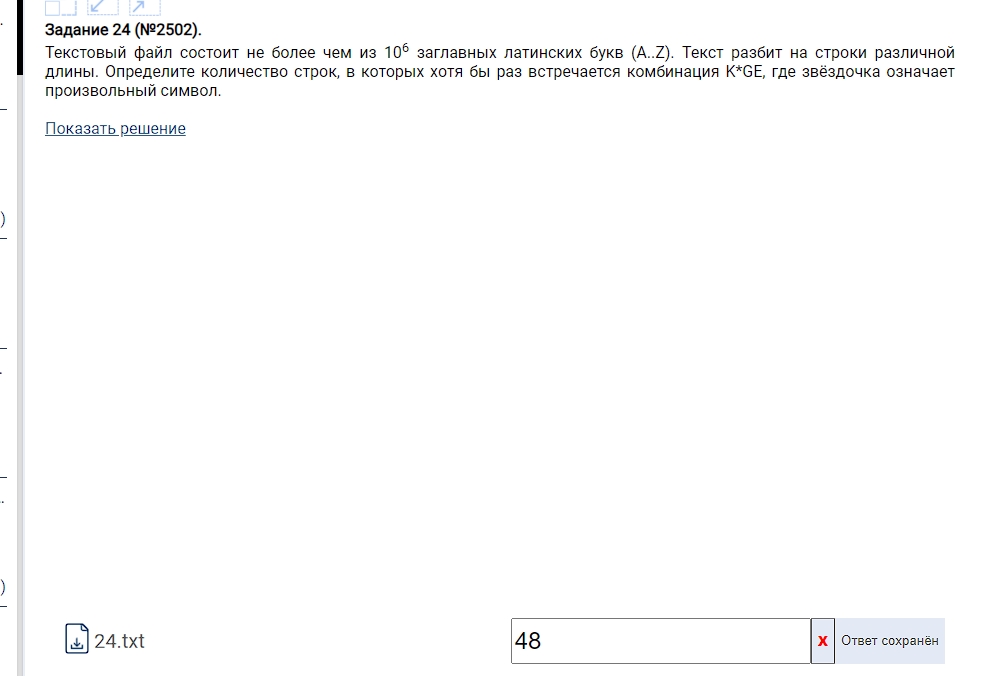 Задание 24 (№2502).
Текстовый файл состоит не более чем из 10⁶ заглавных латинских букв (A..Z). Текст разбит на строки различной
длины. Определите количество строк, в которых хотя бы раз встречается комбинация K*GE, где звёздочка означает
произвольный символ.
Показать решение
24.txt
48
x
Ответ сохранён